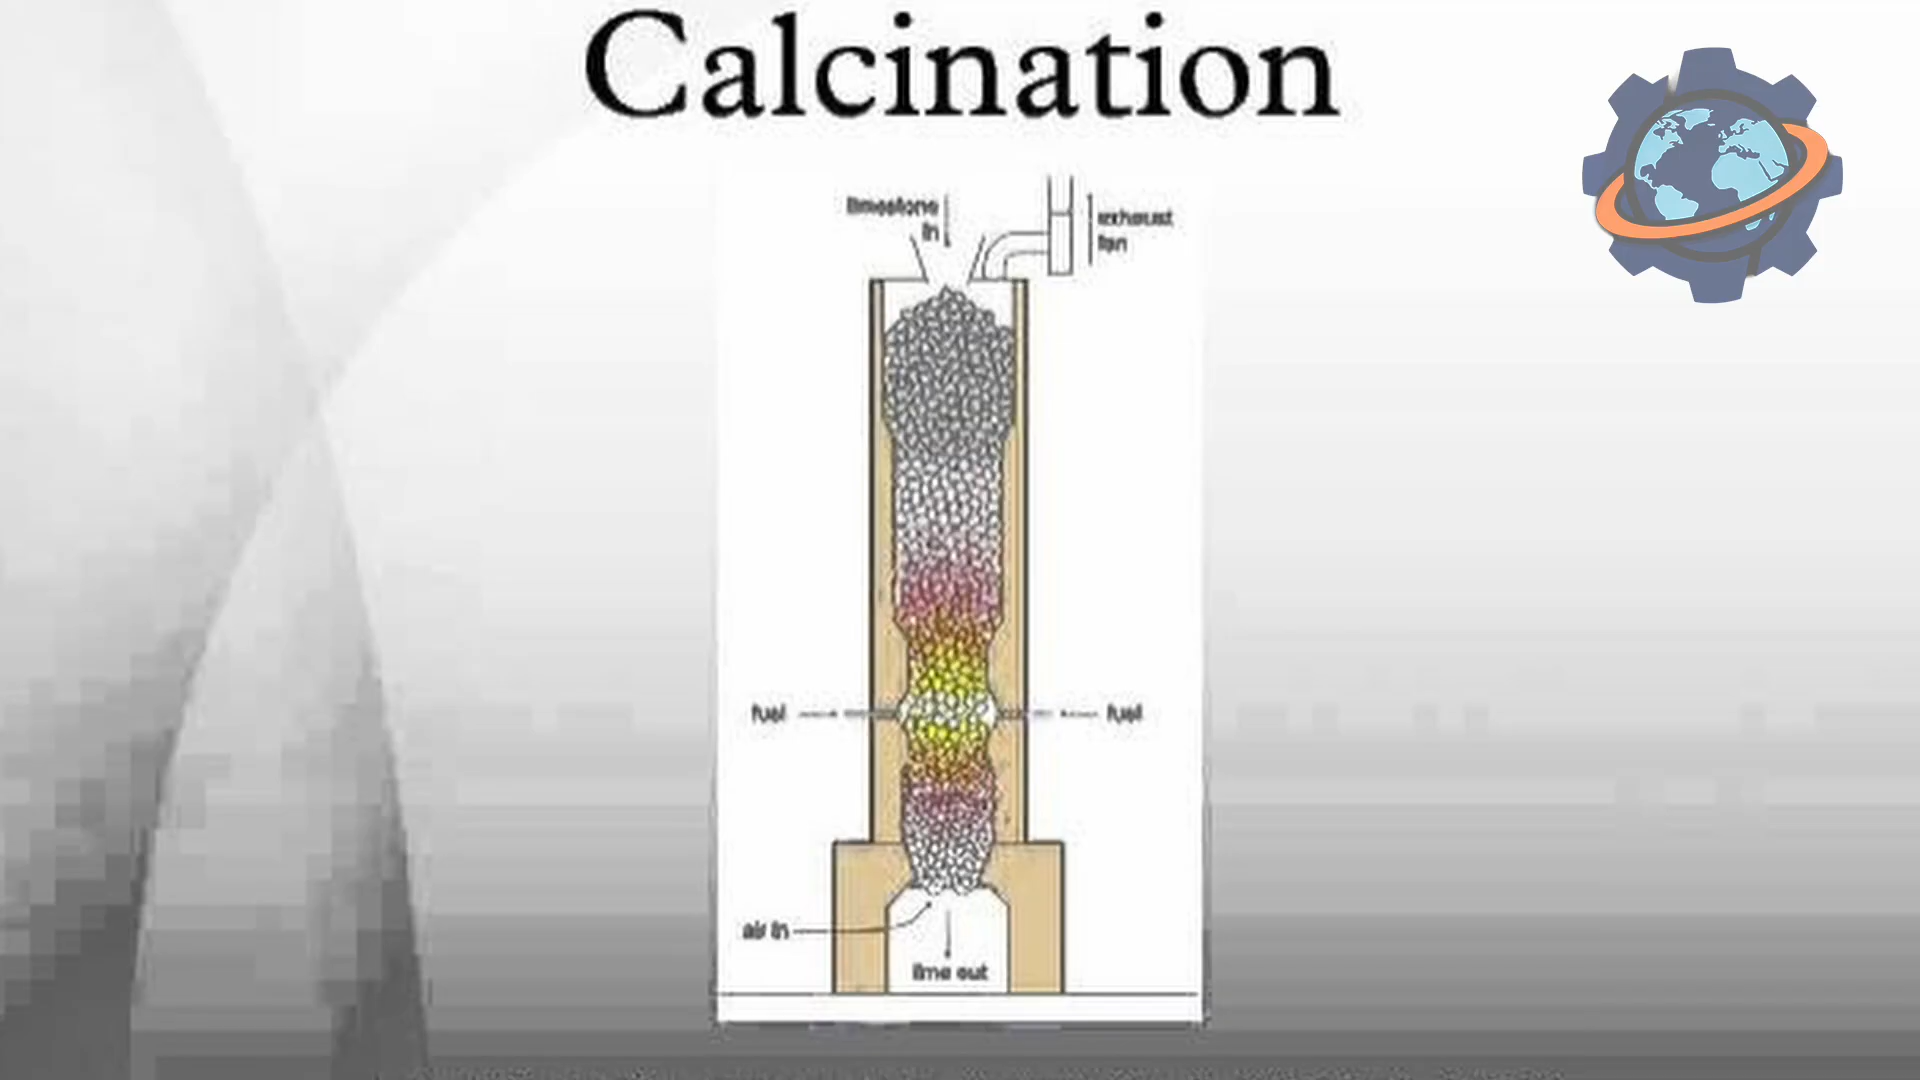 Calcination
limestone
in
exhaust
fan
fuel
fuel
air in
lime out